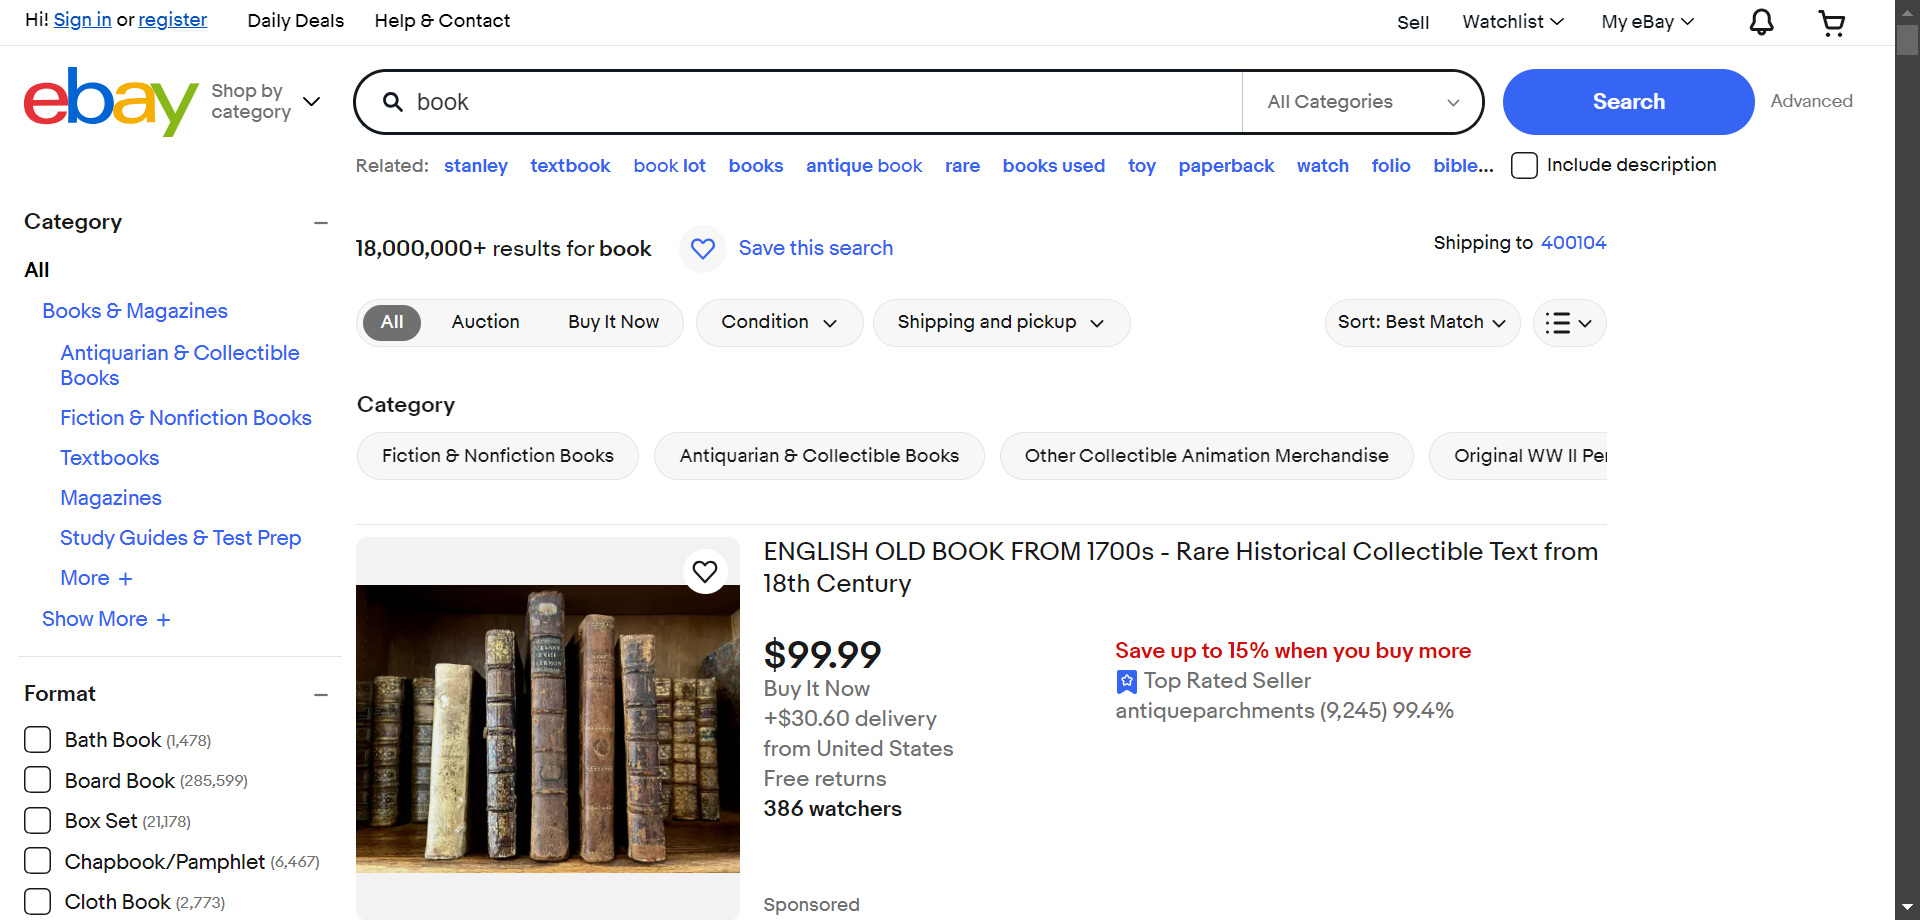 Hi! Sign in or register
Daily Deals
Help & Contact
Sell
Watchlist
My eBay
ebay
Shop by
category
book
All Categories
Search
Advanced
Related: stanley textbook book lot books antique book rare books used toy paperback watch folio bible...
Include description
Category
All
Books & Magazines
Antiquarian & Collectible
Books
Fiction & Nonfiction Books
Textbooks
Magazines
Study Guides & Test Prep
More +
Show More +
Format
Bath Book (1,478)
Board Book (285,599)
Box Set (21,178)
Chapbook/Pamphlet (6,467)
Cloth Book (2,773)
18,000,000+ results for book
Save this search
Shipping to 400104
All
Auction
Buy It Now
Condition
Shipping and pickup
Sort: Best Match
Category
Fiction & Nonfiction Books
Antiquarian & Collectible Books
Other Collectible Animation Merchandise
Original WW II Per
ENGLISH OLD BOOK FROM 1700s - Rare Historical Collectible Text from
18th Century
$99.99
Buy It Now
+$30.60 delivery
from United States
Free returns
386 watchers
Save up to 15% when you buy more
Top Rated Seller
antiqueparchments (9,245) 99.4%
Sponsored